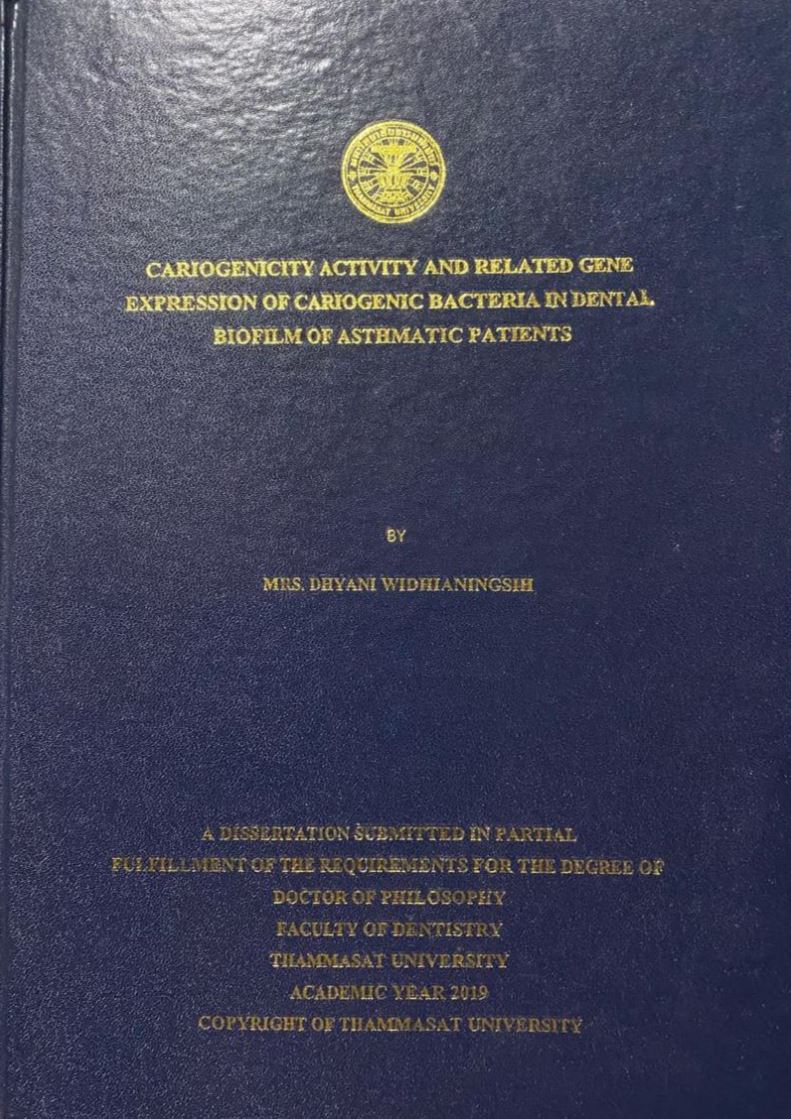 THAMMASAT UNIVERSITY
CARIOGENICITY ACTIVITY AND RELATED GENE
EXPRESSION OF CARIOGENIC BACTERIA IN DENTAL
BIOFILM OF ASTHMATIC PATIENTS
BY
MRS. DHYANI WIDHIANINGSIH
A DISSERTATION SUBMITTED IN PARTIAL
FULFILLMENT OF THE REQUIREMENTS FOR THE DEGREE OF
DOCTOR OF PHILOSOPHY
FACULTY OF DENTISTRY
THAMMASAT UNIVERSITY
ACADEMIC YEAR 2019
COPYRIGHT OF THAMMASAT UNIVERSITY